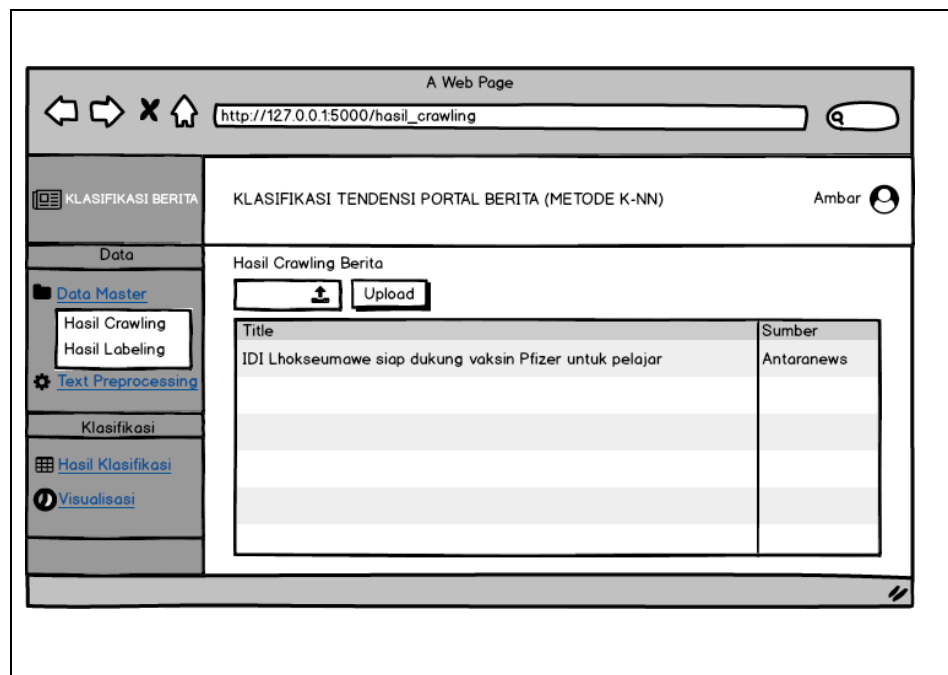 A Web Page
http://127.0.0.1:5000/hasil_crawling
KLASIFIKASI BERITA
KLASIFIKASI TENDENSI PORTAL BERITA (METODE K-NN)
Ambar
Data
Data Master
Hasil Crawling
Hasil Labeling
Text Preprocessing
Klasifikasi
Hasil Klasifikasi
Visualisasi
Hasil Crawling Berita
Upload
Title Sumber
IDI Lhokseumawe siap dukung vaksin Pfizer untuk pelajar Antaranews